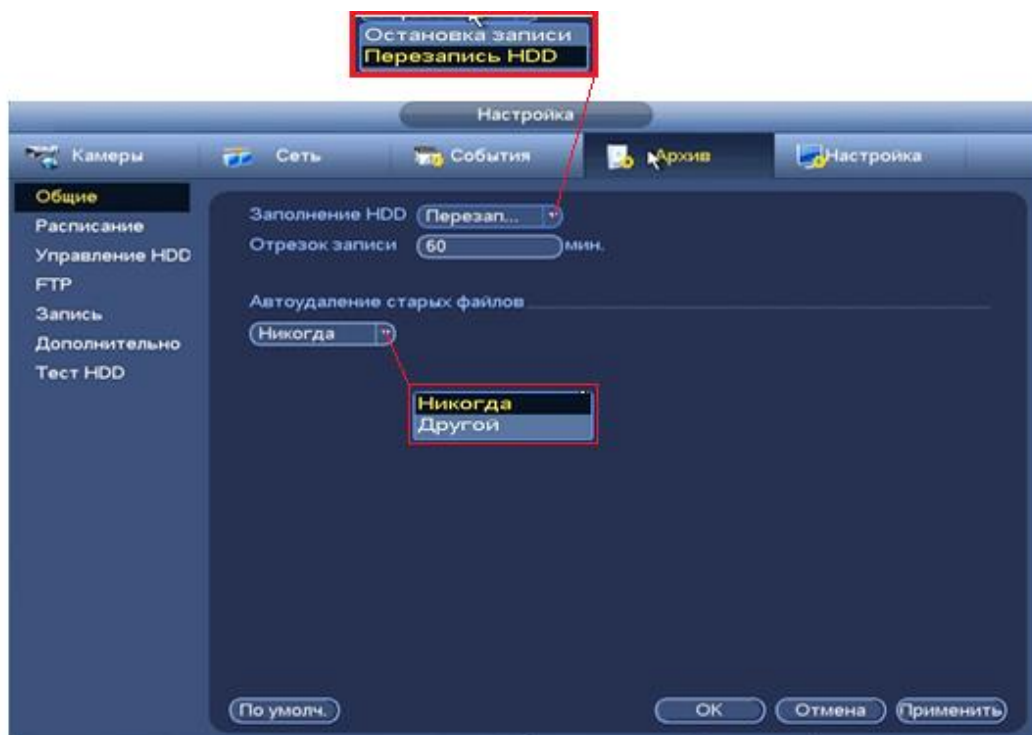 Остановка записи
Перезапись HDD
Настройка
Камеры
Сеть
События
Архив
Настройка
Общие
Расписание
Управление HDD
FTP
Запись
Дополнительно
Тест HDD
Заполнение HDD Перезап...
Отрезок записи 60 мин.
Автоудаление старых файлов
Никогда
Никогда
Другой
По умолч.
OK
Отмена
Применить